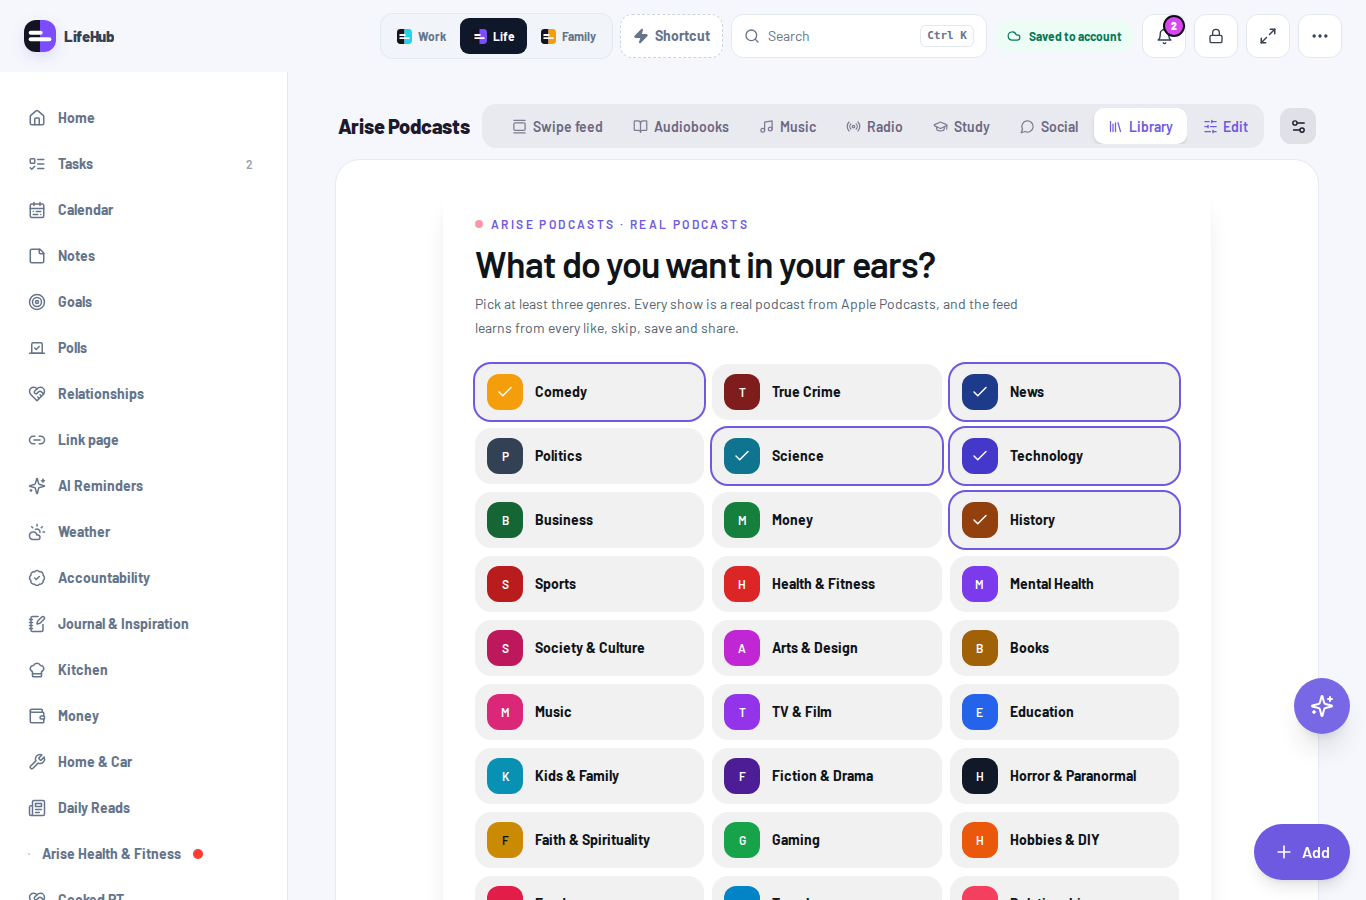 LifeHub
Work
Life
Family
Shortcut
Search
Ctrl K
Saved to account
2
Home
Tasks
2
Calendar
Notes
Goals
Polls
Relationships
Link page
AI Reminders
Weather
Accountability
Journal & Inspiration
Kitchen
Money
Home & Car
Daily Reads
Arise Health & Fitness
Arise Podcasts
Swipe feed
Audiobooks
Music
Radio
Study
Social
Library
Edit
ARISE PODCASTS · REAL PODCASTS
What do you want in your ears?
Pick at least three genres. Every show is a real podcast from Apple Podcasts, and the feed
learns from every like, skip, save and share.
Comedy
T True Crime
News
P Politics
Science
Technology
B Business
M Money
History
S Sports
H Health & Fitness
M Mental Health
S Society & Culture
A Arts & Design
B Books
M Music
T TV & Film
E Education
K Kids & Family
F Fiction & Drama
H Horror & Paranormal
F Faith & Spirituality
G Gaming
H Hobbies & DIY
Add